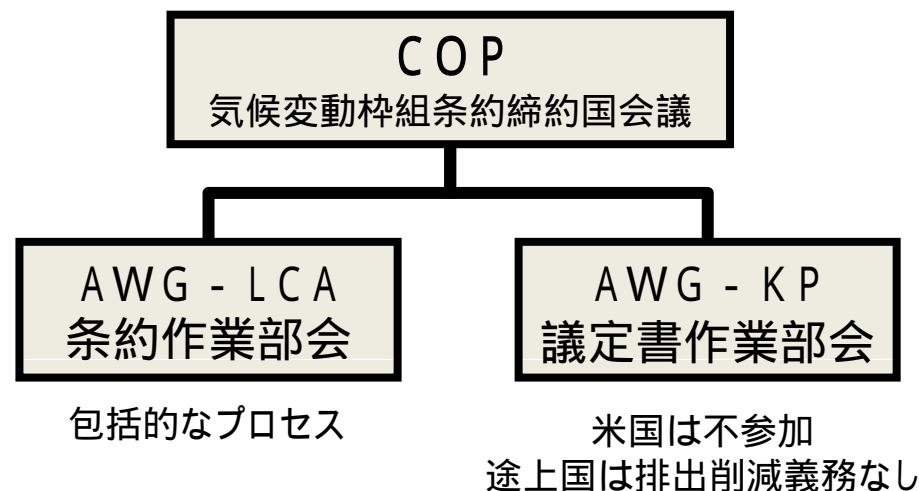 COP
気候変動枠組条約締約国会議
AWG - LCA
条約作業部会
包括的なプロセス
AWG - KP
議定書作業部会
米国は不参加
途上国は排出削減義務なし